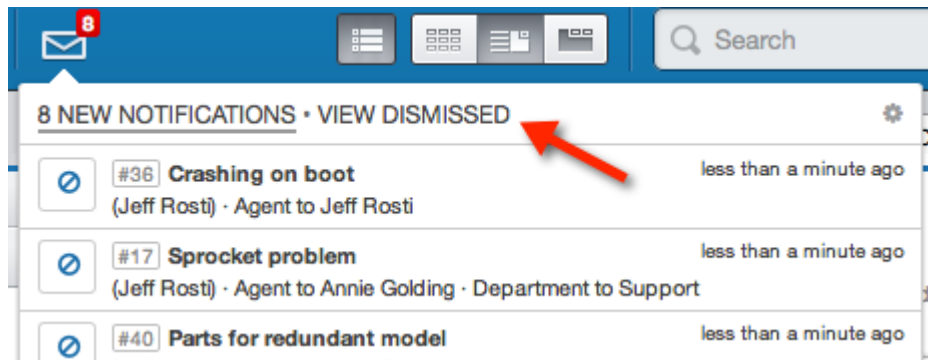 8
Search
8 NEW NOTIFICATIONS • VIEW DISMISSED
#36 Crashing on boot less than a minute ago
(Jeff Rosti) · Agent to Jeff Rosti
#17 Sprocket problem less than a minute ago
(Jeff Rosti) · Agent to Annie Golding · Department to Support
#40 Parts for redundant model less than a minute ago